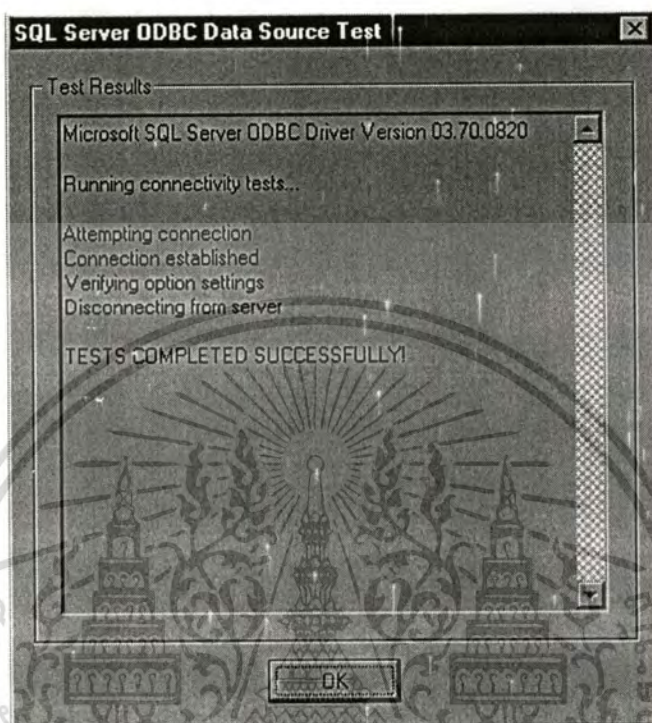 SQL Server ODBC Data Source Test
Test Results
Microsoft SQL Server ODBC Driver Version 03.70.0820
Running connectivity tests...
Attempting connection
Connection established
Verifying option settings
Disconnecting from server
TESTS COMPLETED SUCCESSFULLY!
OK